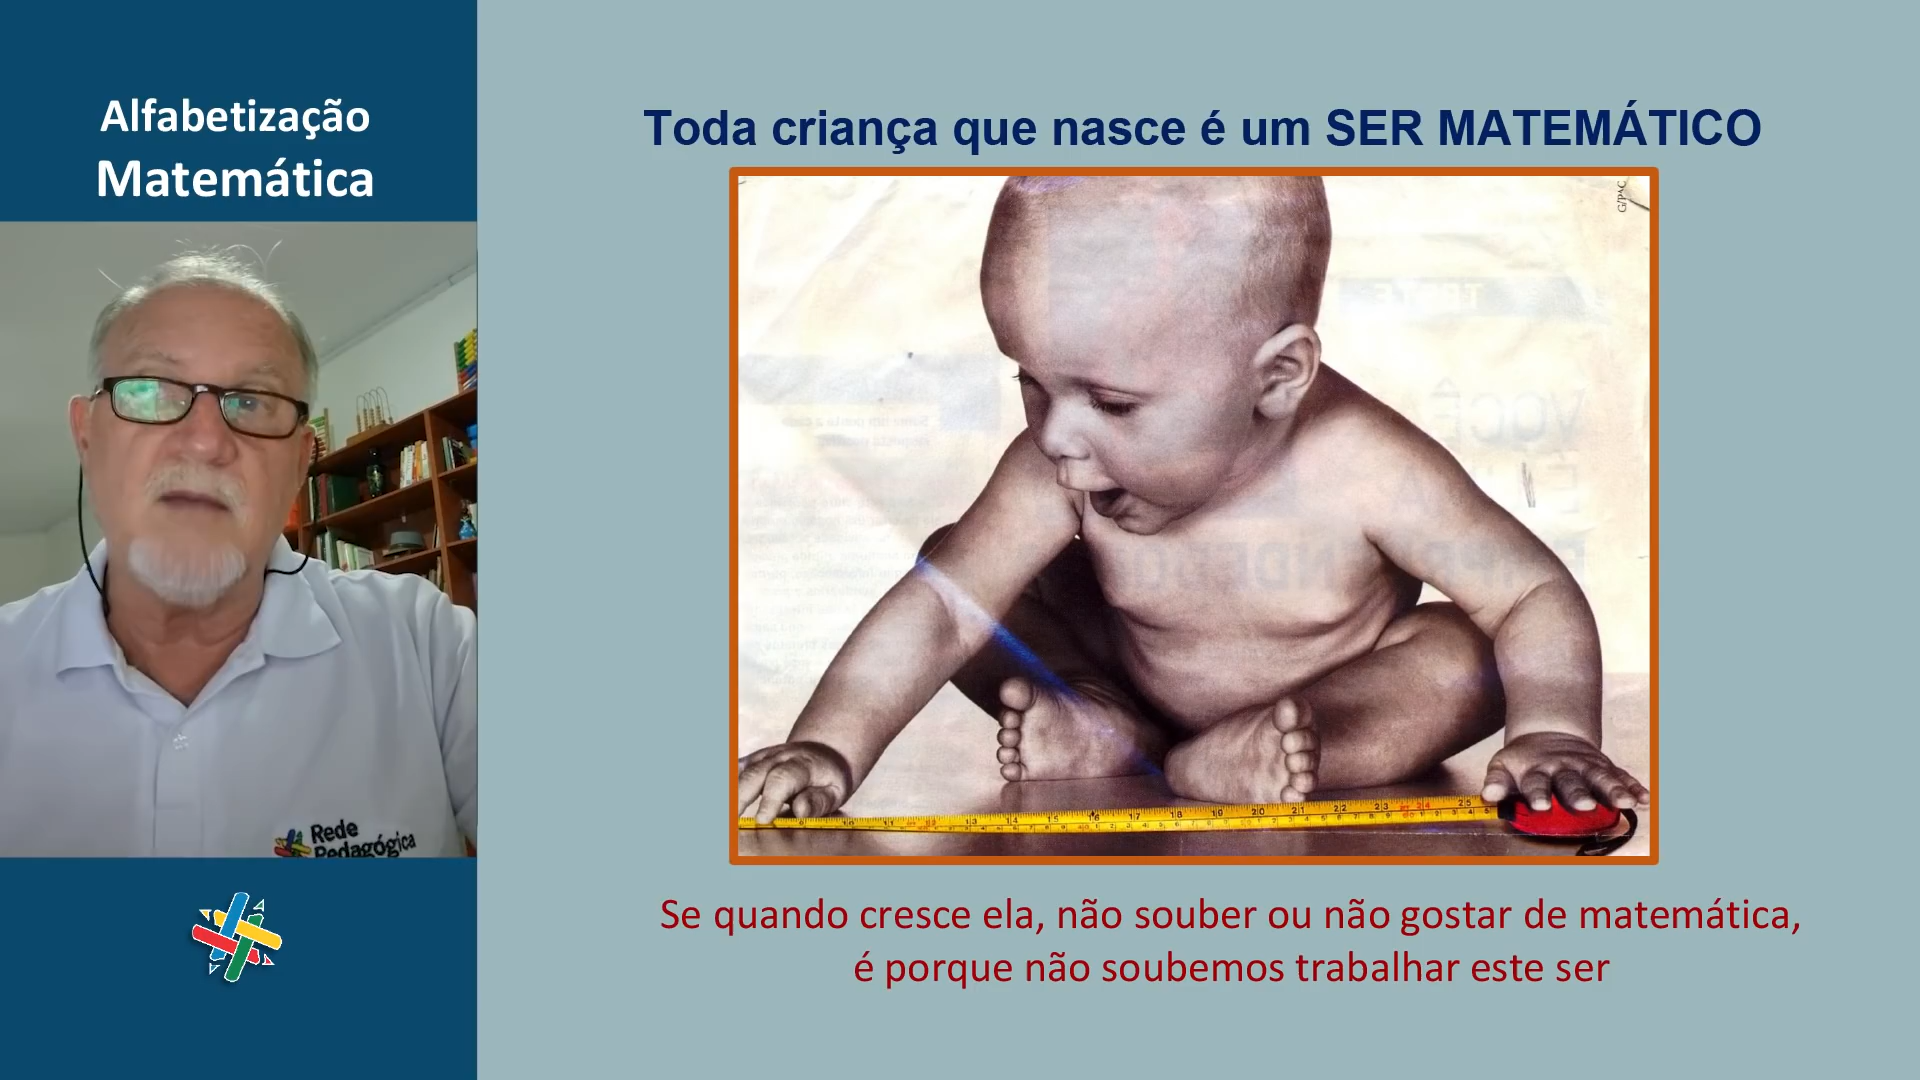 Alfabetização
Matemática
Rede
Pedagógica
Toda criança que nasce é um SER MATEMÁTICO
G/PAC
Se quando cresce ela, não souber ou não gostar de matemática,
é porque não soubemos trabalhar este ser